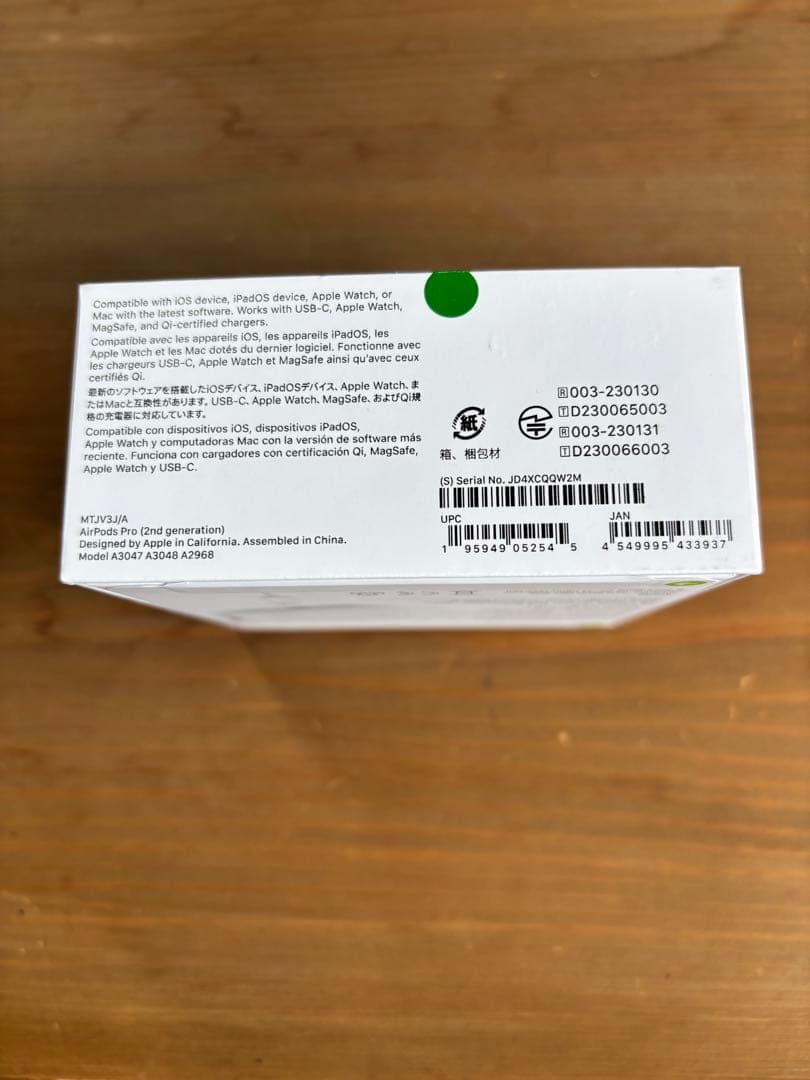 Compatible with iOS device, iPadOS device, Apple Watch, or
Mac with the latest software. Works with USB-C, Apple Watch,
MagSafe, and Qi-certified chargers.
Compatible avec les appareils iOS, les appareils iPadOS, les
Apple Watch et les Mac dotés du dernier logiciel. Fonctionne avec
les chargeurs USB-C, Apple Watch et MagSafe ainsi qu'avec ceux
certifiés Qi.
最新のソフトウェアを搭載したiOSデバイス、iPadOSデバイス、Apple Watch、ま
たはMacと互換性があります。USB-C、Apple Watch、MagSafe、およびQi規
格の充電器に対応しています。
Compatible con dispositivos iOS, dispositivos iPadOS,
Apple Watch y computadoras Mac con la versión de software más
reciente. Funciona con cargadores con certificación Qi, MagSafe,
Apple Watch y USB-C.
MTJV3J/A
AirPods Pro (2nd generation)
Designed by Apple in California. Assembled in China.
Model A3047 A3048 A2968
紙
箱、梱包材
R 003-230130
T D230065003
R 003-230131
T D230066003
(S) Serial No. JD4XCQQW2M
UPC
1 95949 05254 5
JAN
4 549995 433937